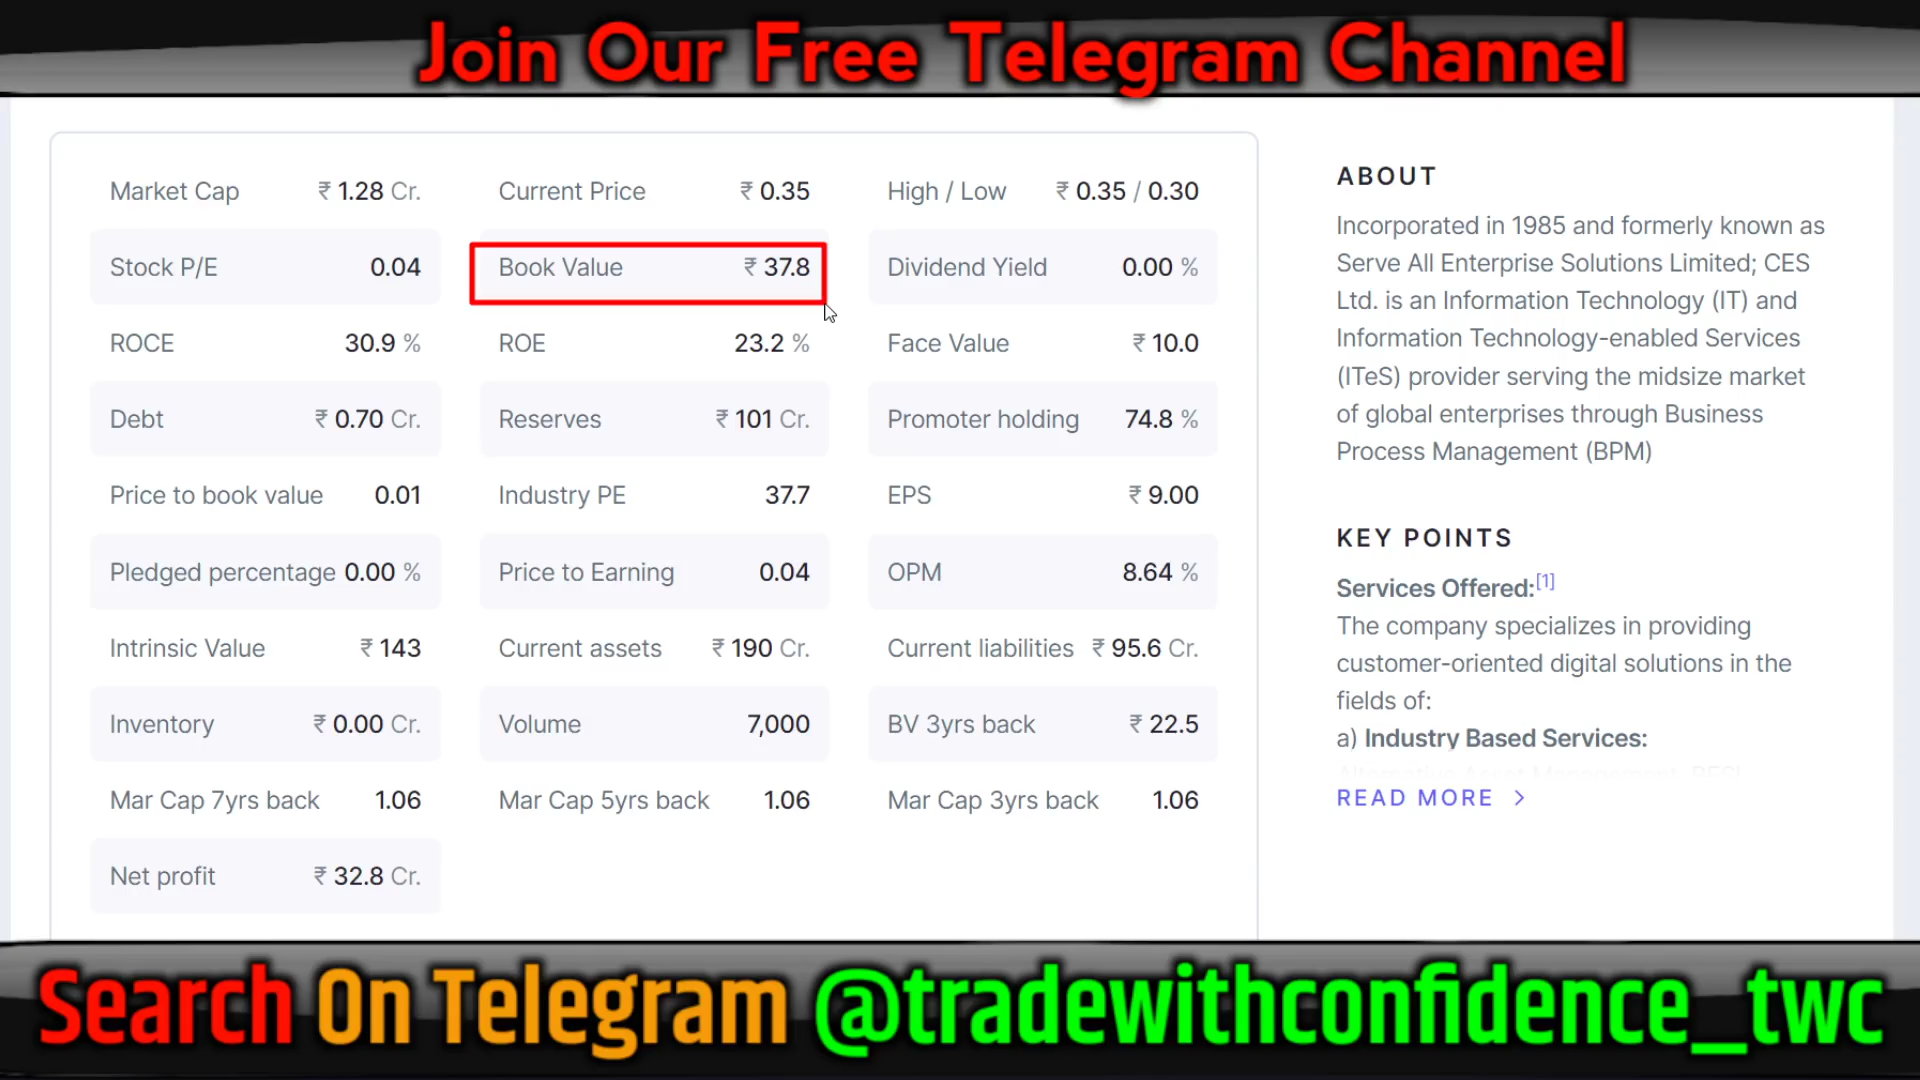 Join Our Free Telegram Channel
Market Cap ₹ 1.28 Cr.
Current Price ₹ 0.35
High / Low ₹ 0.35 / 0.30
Stock P/E 0.04
Book Value ₹ 37.8
Dividend Yield 0.00 %
ROCE 30.9 %
ROE 23.2 %
Face Value ₹ 10.0
Debt ₹ 0.70 Cr.
Reserves ₹ 101 Cr.
Promoter holding 74.8 %
Price to book value 0.01
Industry PE 37.7
EPS ₹ 9.00
Pledged percentage 0.00 %
Price to Earning 0.04
OPM 8.64 %
Intrinsic Value ₹ 143
Current assets ₹ 190 Cr.
Current liabilities ₹ 95.6 Cr.
Inventory ₹ 0.00 Cr.
Volume 7,000
BV 3yrs back ₹ 22.5
Mar Cap 7yrs back 1.06
Mar Cap 5yrs back 1.06
Mar Cap 3yrs back 1.06
Net profit ₹ 32.8 Cr.
ABOUT
Incorporated in 1985 and formerly known as
Serve All Enterprise Solutions Limited; CES
Ltd. is an Information Technology (IT) and
Information Technology-enabled Services
(ITeS) provider serving the midsize market
of global enterprises through Business
Process Management (BPM)
KEY POINTS
Services Offered:[1]
The company specializes in providing
customer-oriented digital solutions in the
fields of:
a) Industry Based Services:
READ MORE >
Search On Telegram @tradewithconfidence_twc